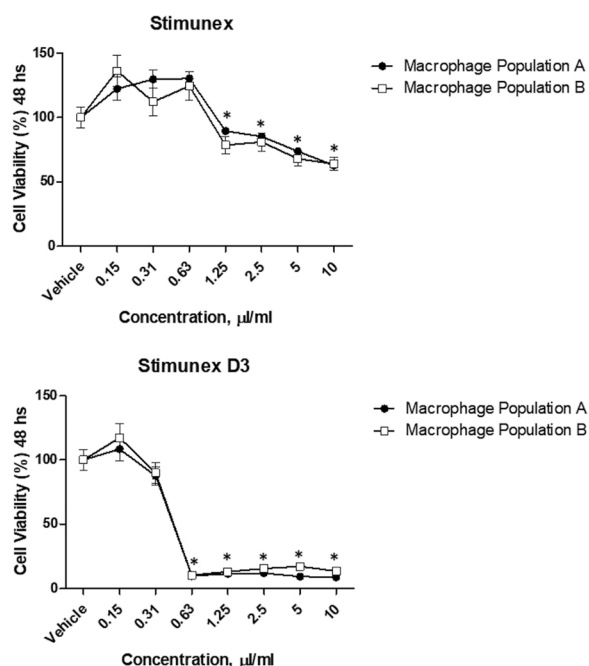 Stimunex
150
100
50
0
Cell Viability (%) 48 hs
* * * *
Vehicle 0.15 0.31 0.63 1.25 2.5 5 10
Concentration, µl/ml
Macrophage Population A
Macrophage Population B
Stimunex D3
150
100
50
0
Cell Viability (%) 48 hs
* * * * *
Vehicle 0.15 0.31 0.63 1.25 2.5 5 10
Concentration, µl/ml
Macrophage Population A
Macrophage Population B